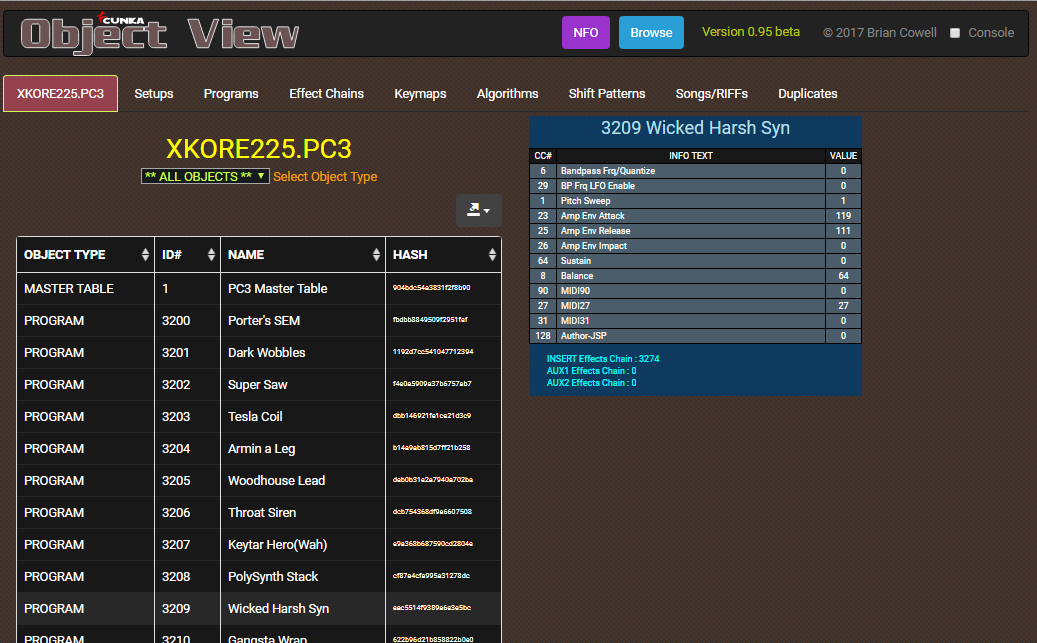 CUNKA
Object View
NFO
Browse
Version 0.95 beta
© 2017 Brian Cowell
Console
XKORE225.PC3
Setups
Programs
Effect Chains
Keymaps
Algorithms
Shift Patterns
Songs/RIFFs
Duplicates
XKORE225.PC3
** ALL OBJECTS ** Select Object Type
OBJECT TYPE ID# NAME HASH
MASTER TABLE 1 PC3 Master Table 904bdc54e3831f2f8b90
PROGRAM 3200 Porter's SEM fbdbb8849509f2951fef
PROGRAM 3201 Dark Wobbles 1192d7cc541047712394
PROGRAM 3202 Super Saw f4e0a5909a37b6757ab7
PROGRAM 3203 Tesla Coil dbb146921fe1ce21d3c9
PROGRAM 3204 Armin a Leg b14a9eb815d7ff21b258
PROGRAM 3205 Woodhouse Lead deb0b31e2a7940a702ba
PROGRAM 3206 Throat Siren dcb754368df9a6607508
PROGRAM 3207 Keytar Hero(Wah) e9e368b687590cd2804e
PROGRAM 3208 PolySynth Stack cf87a4cfa995a31278dc
PROGRAM 3209 Wicked Harsh Syn eac5514f9389a6e3e5bc
PROGRAM 3210 Gangsta Wrap 622b96d21b858822b0e0
3209 Wicked Harsh Syn
CC# INFO TEXT VALUE
6 Bandpass Frq/Quantize 0
29 BP Frq LFO Enable 0
1 Pitch Sweep 1
23 Amp Env Attack 119
25 Amp Env Release 111
26 Amp Env Impact 0
64 Sustain 0
8 Balance 64
90 MIDI90 0
27 MIDI27 27
31 MIDI31 0
128 Author-JSP 0
INSERT Effects Chain : 3274
AUX1 Effects Chain : 0
AUX2 Effects Chain : 0